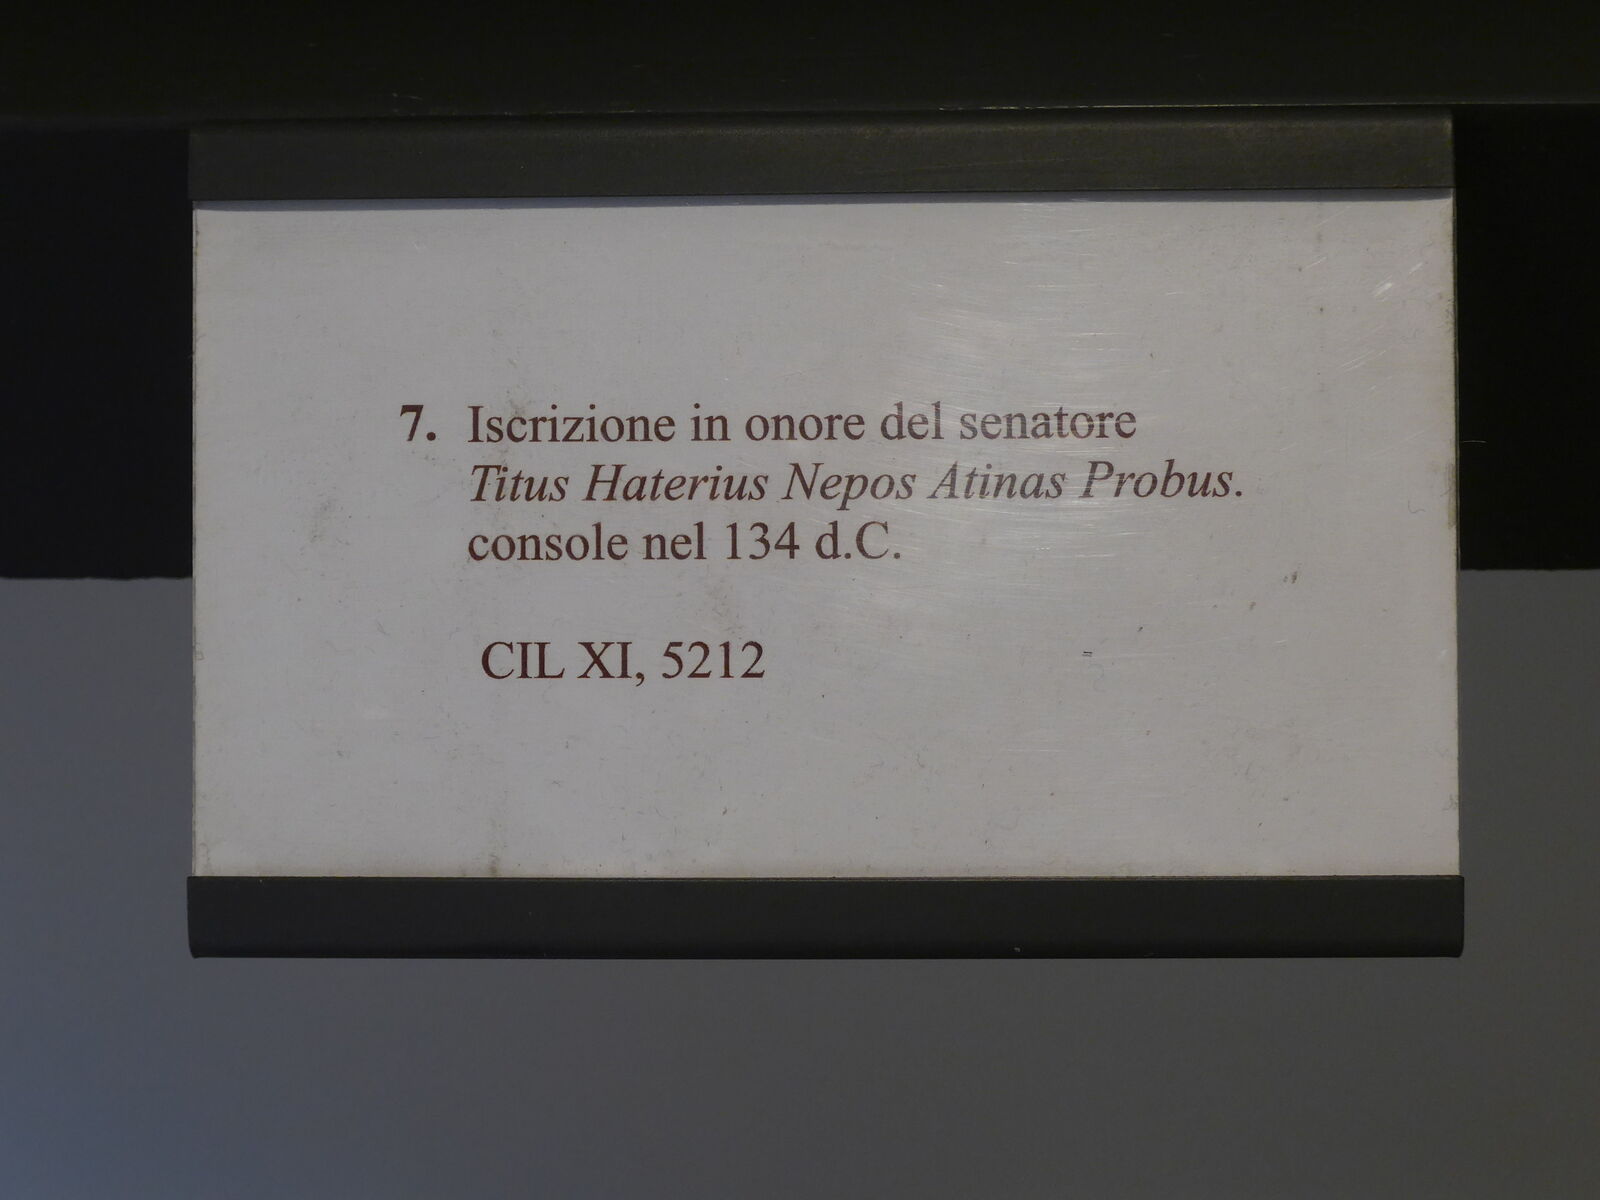 7. Iscrizione in onore del senatore
Titus Haterius Nepos Atinas Probus.
console nel 134 d.C.
CIL XI, 5212